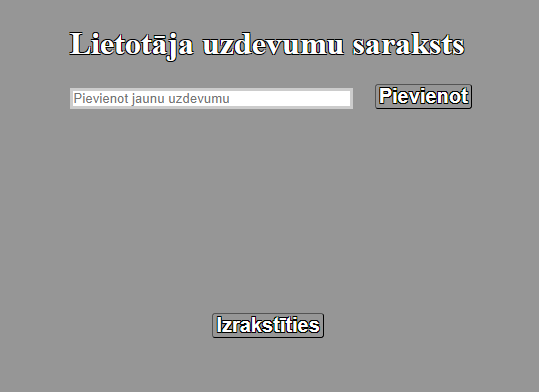 Lietotāja uzdevumu saraksts
Pievienot jaunu uzdevumu
Pievienot
Izrakstīties